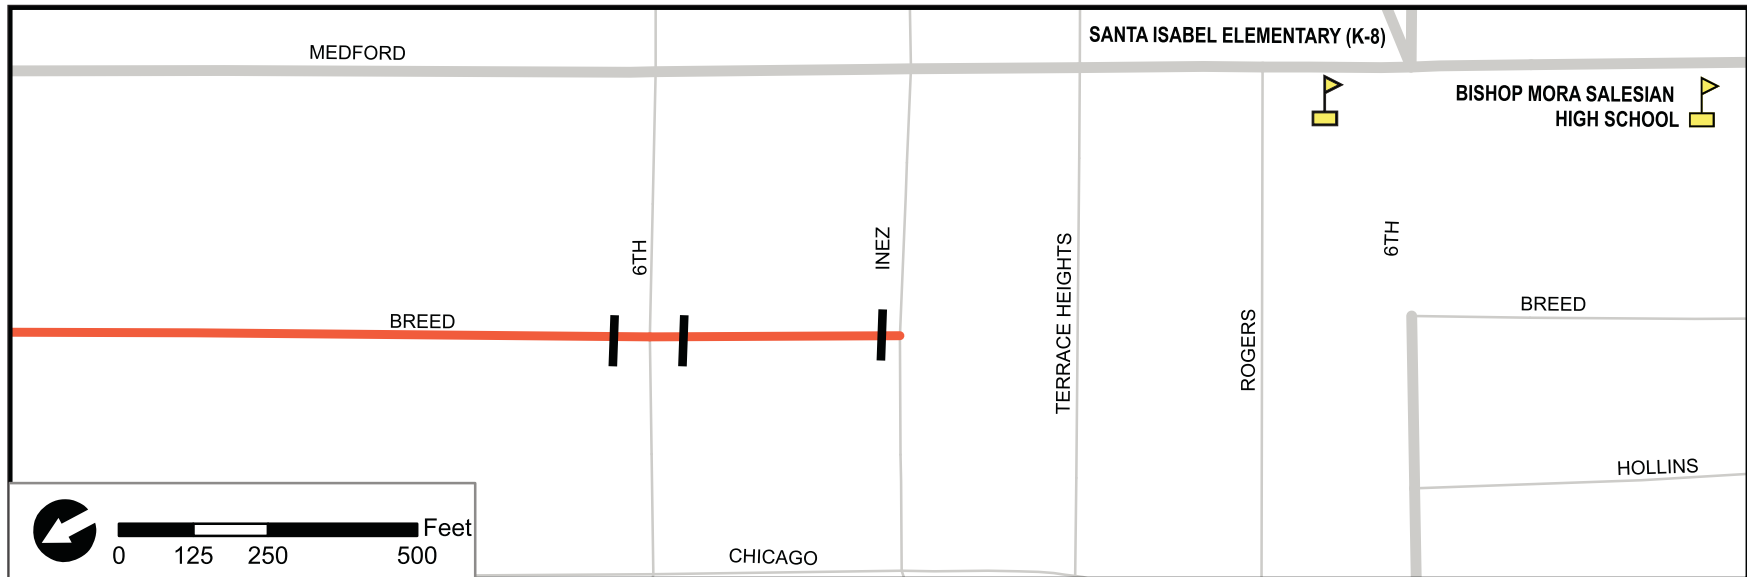 SANTA ISABEL ELEMENTARY (K-8)
MEDFORD
BISHOP MORA SALESIAN
HIGH SCHOOL
6TH
INEZ
TERRACE HEIGHTS
ROGERS
6TH
BREED
BREED
HOLLINS
CHICAGO
Feet
0 125 250 500